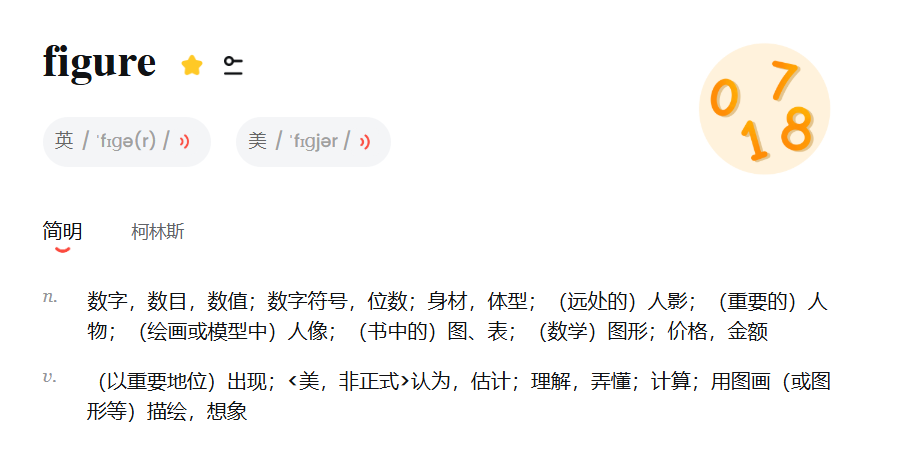 figure
英 / ˈfɪɡə(r) / 美 / ˈfɪɡjər /
0 7
1 8
简明 柯林斯
n. 数字，数目，数值；数字符号，位数；身材，体型；（远处的）人影；（重要的）人
物；（绘画或模型中）人像；（书中的）图、表；（数学）图形；价格，金额
v. （以重要地位）出现；<美，非正式>认为，估计；理解，弄懂；计算；用图画（或图
形等）描绘，想象